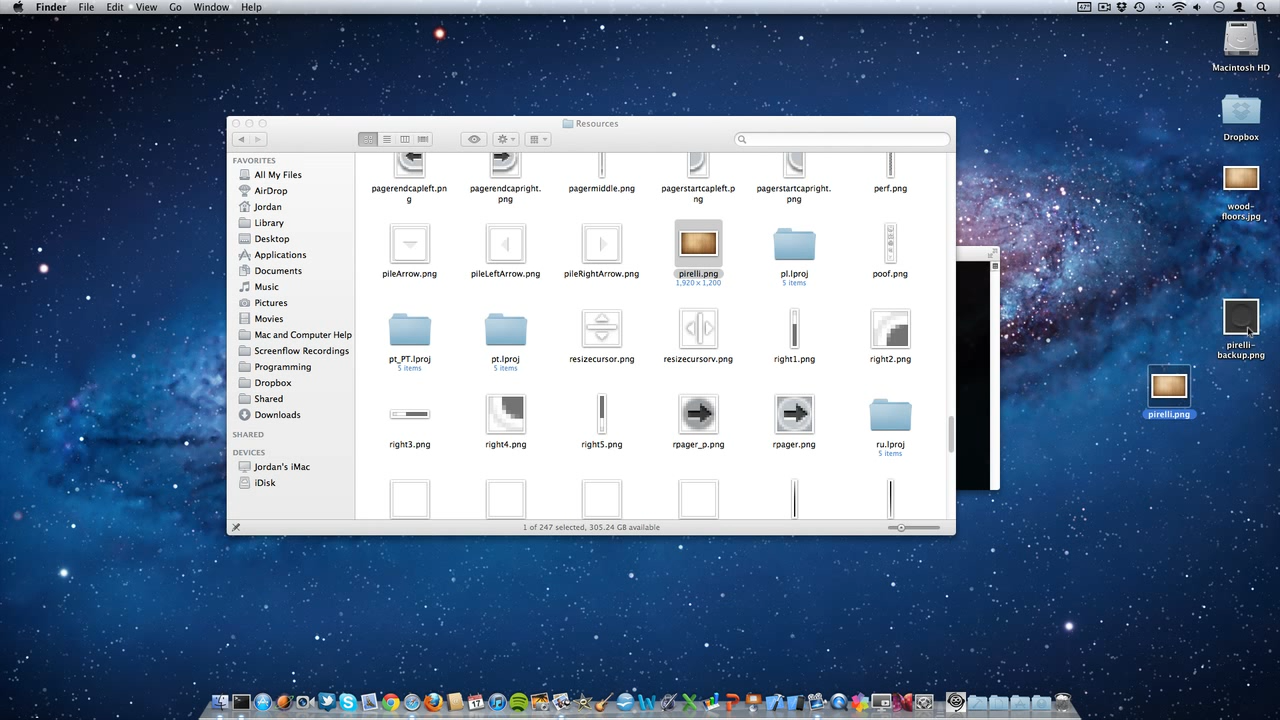 Finder File Edit View Go Window Help
Macintosh HD
Dropbox
wood-
floors.jpg
pirelli-
backup.png
pirelli.png
Resources
FAVORITES
All My Files
AirDrop
Jordan
Library
Desktop
Applications
Documents
Music
Pictures
Movies
Mac and Computer Help
Screenflow Recordings
Programming
Dropbox
Shared
Downloads
SHARED
DEVICES
Jordan's iMac
iDisk
pagerendcapleft.pn
g
pagerendcapright.
png
pagermiddle.png
pagerstartcapleft.p
ng
pagerstartcapright.
png
perf.png
pileArrow.png
pileLeftArrow.png
pileRightArrow.png
pirelli.png
1,920 × 1,200
pl.lproj
5 items
poof.png
pt_PT.lproj
5 items
pt.lproj
5 items
resizecursor.png
resizecursorv.png
right1.png
right2.png
right3.png
right4.png
right5.png
rpager_p.png
rpager.png
ru.lproj
5 items
1 of 247 selected, 305.24 GB available
17